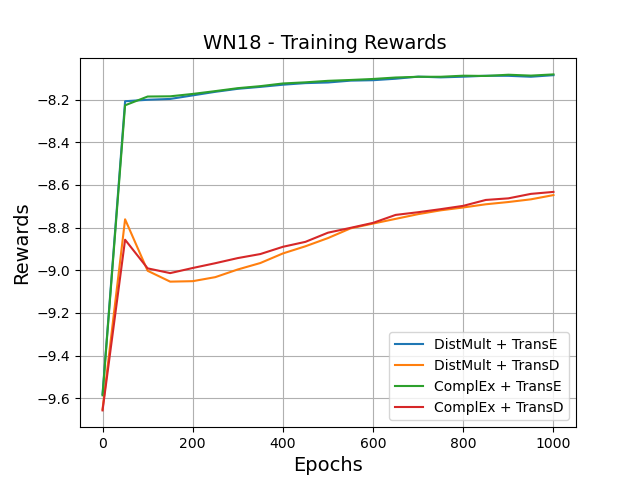 WN18 - Training Rewards
Rewards
−8.2
−8.4
−8.6
−8.8
−9.0
−9.2
−9.4
−9.6
DistMult + TransE
DistMult + TransD
ComplEx + TransE
ComplEx + TransD
0
200
400
600
800
1000
Epochs